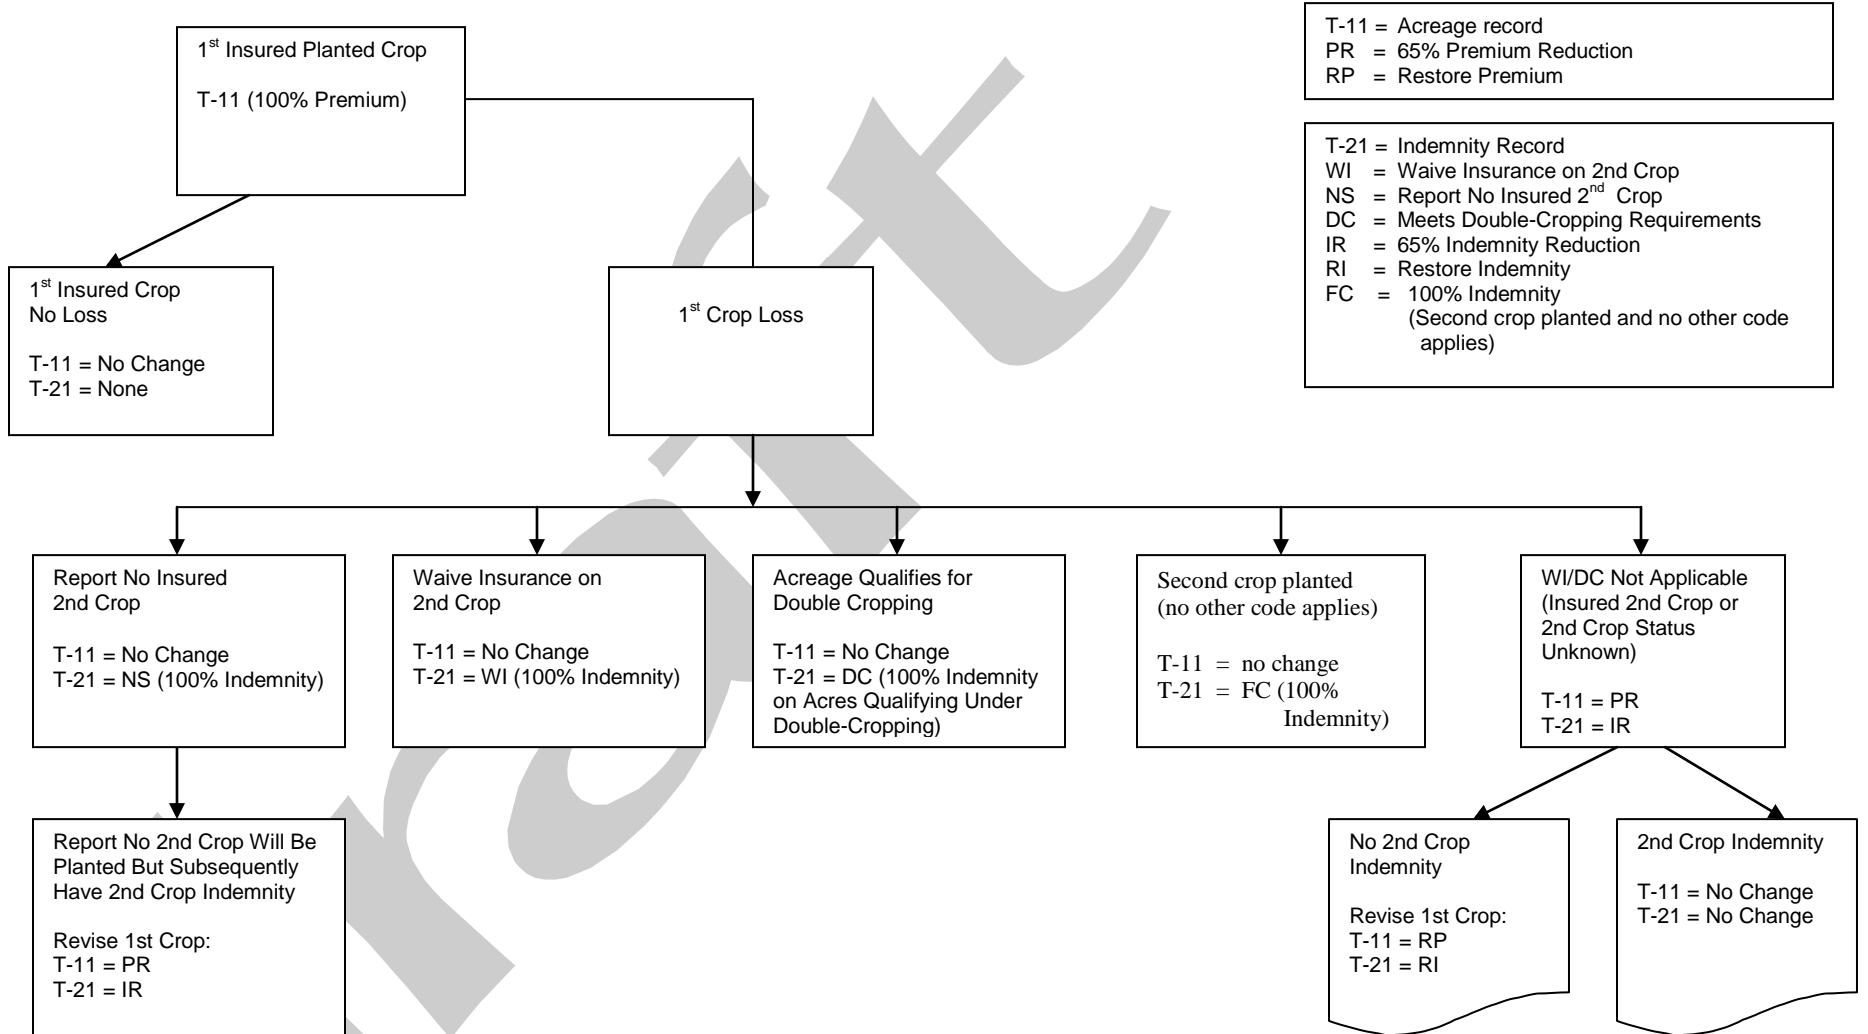 1st Insured Planted Crop
T-11 (100% Premium)
T-11 = Acreage record
PR = 65% Premium Reduction
RP = Restore Premium
T-21 = Indemnity Record
WI = Waive Insurance on 2nd Crop
NS = Report No Insured 2nd Crop
DC = Meets Double-Cropping Requirements
IR = 65% Indemnity Reduction
RI = Restore Indemnity
FC = 100% Indemnity
(Second crop planted and no other code
applies)
1st Insured Crop
No Loss
T-11 = No Change
T-21 = None
1st Crop Loss
Report No Insured
2nd Crop
T-11 = No Change
T-21 = NS (100% Indemnity)
Waive Insurance on
2nd Crop
T-11 = No Change
T-21 = WI (100% Indemnity)
Acreage Qualifies for
Double Cropping
T-11 = No Change
T-21 = DC (100% Indemnity
on Acres Qualifying Under
Double-Cropping)
Second crop planted
(no other code applies)
T-11 = no change
T-21 = FC (100%
Indemnity)
WI/DC Not Applicable
(Insured 2nd Crop or
2nd Crop Status
Unknown)
T-11 = PR
T-21 = IR
Report No 2nd Crop Will Be
Planted But Subsequently
Have 2nd Crop Indemnity
Revise 1st Crop:
T-11 = PR
T-21 = IR
No 2nd Crop
Indemnity
Revise 1st Crop:
T-11 = RP
T-21 = RI
2nd Crop Indemnity
T-11 = No Change
T-21 = No Change